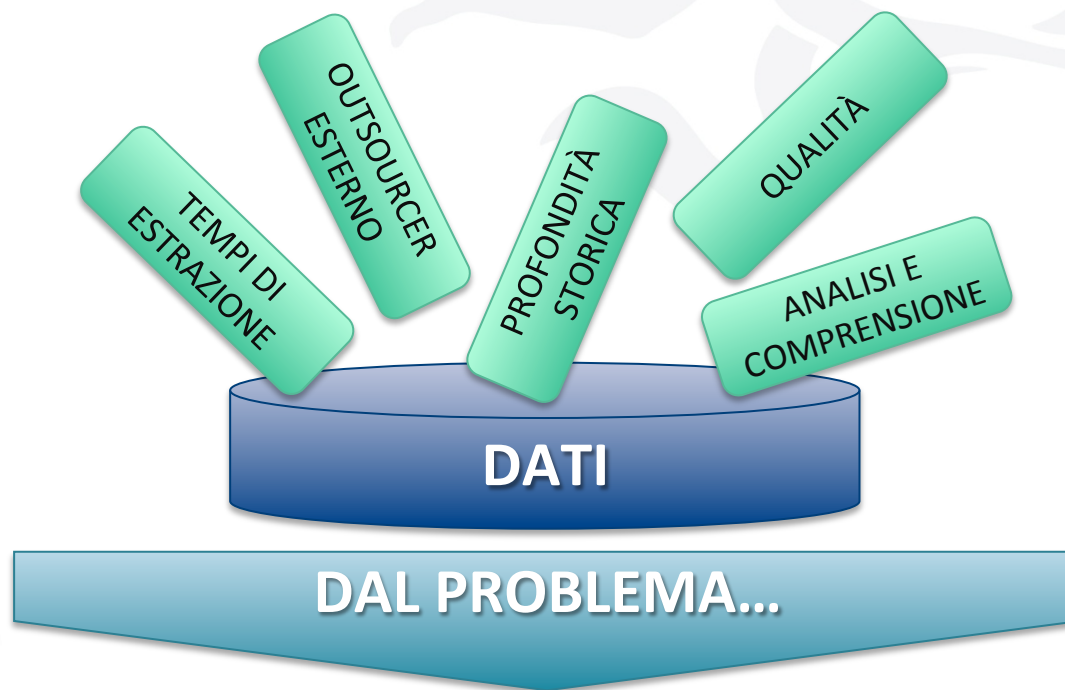 TEMPI DI
ESTRAZIONE
OUTSOURCER
ESTERNO
PROFONDITÀ
STORICA
QUALITÀ
ANALISI E
COMPRENSIONE
DATI
DAL PROBLEMA...